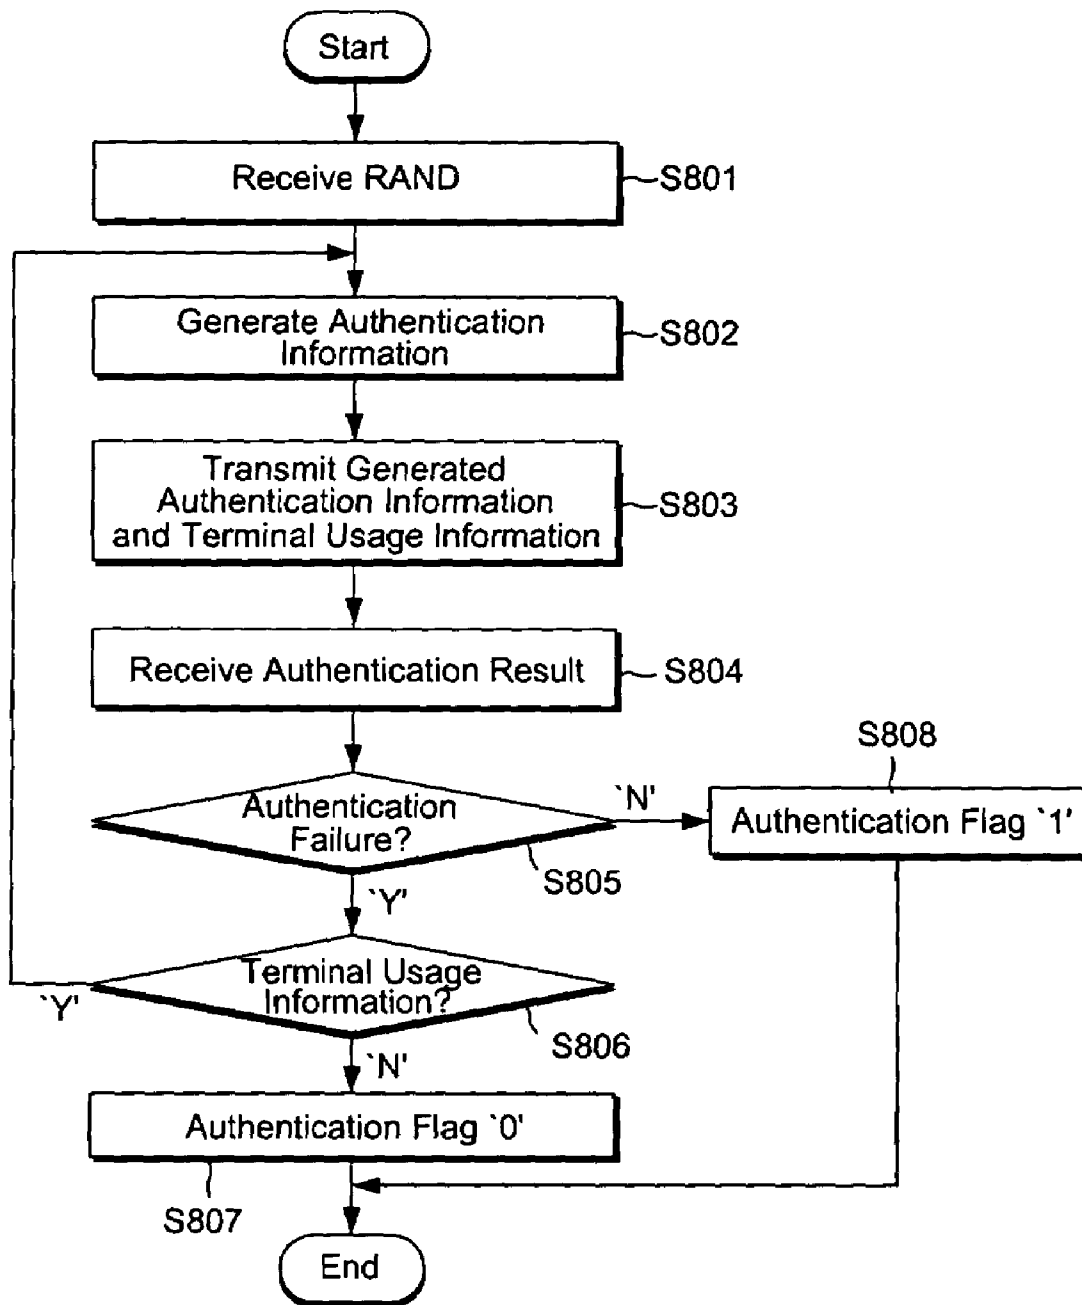 Start
Receive RAND
S801
Generate Authentication
Information
S802
Transmit Generated
Authentication Information
and Terminal Usage Information
S803
Receive Authentication Result
S804
S808
Authentication
Failure?
`N'
Authentication Flag `1'
S805
`Y'
Terminal Usage
Information?
`Y'
S806
`N'
Authentication Flag `0'
S807
End